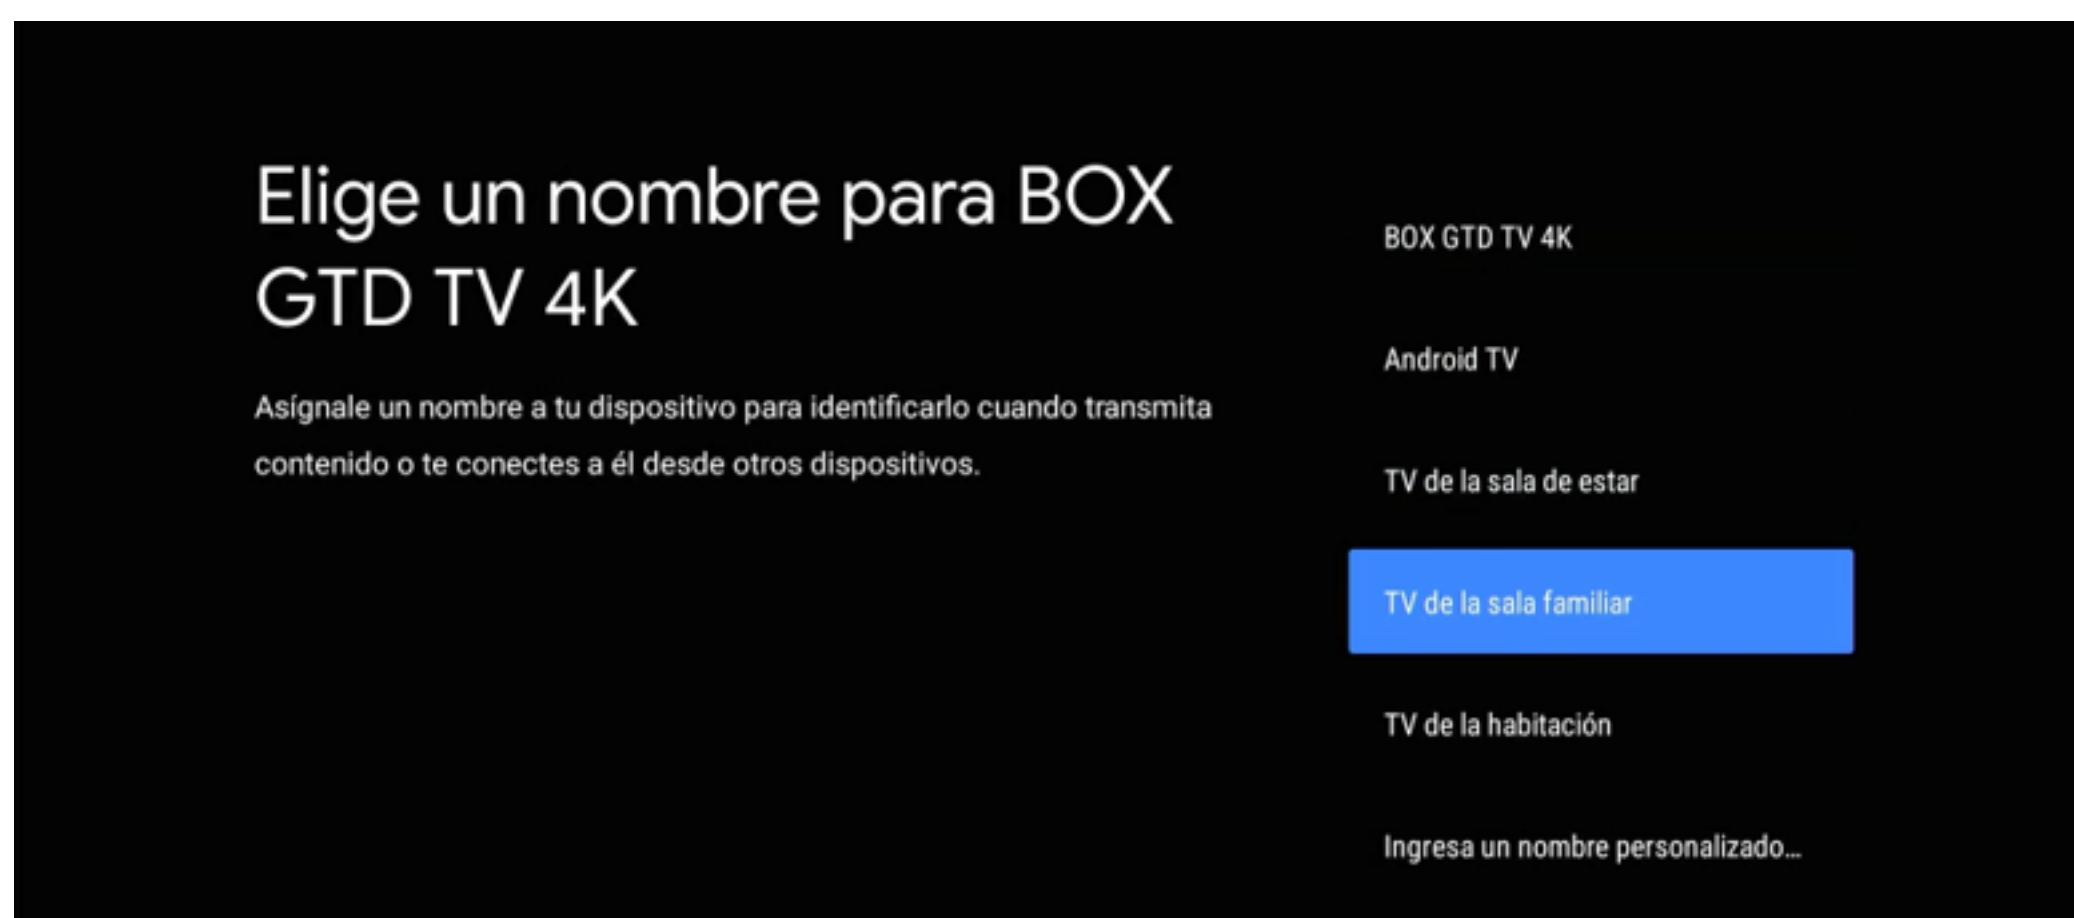 Elige un nombre para BOX
GTD TV 4K
Asígnale un nombre a tu dispositivo para identificarlo cuando transmita
contenido o te conectes a él desde otros dispositivos.
BOX GTD TV 4K
Android TV
TV de la sala de estar
TV de la sala familiar
TV de la habitación
Ingresa un nombre personalizado…